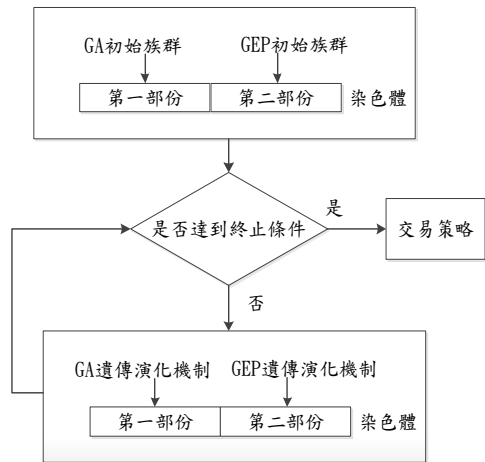 GA初始族群 GEP初始族群
第一部份 第二部份 染色體
是否達到終止條件
是
交易策略
否
GA遺傳演化機制 GEP遺傳演化機制
第一部份 第二部份 染色體